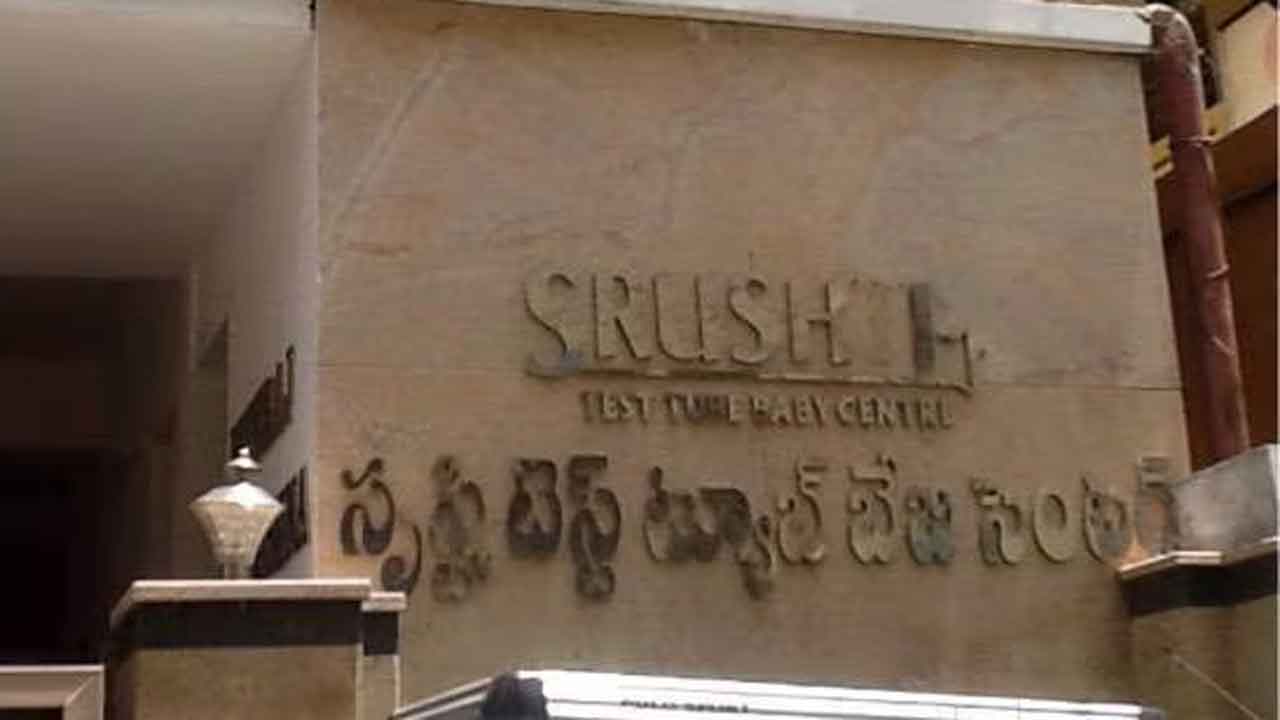 SRUSHTI
TEST TUBE BABY CENTRE
సృష్టి టెస్ట్ ట్యూబ్ బేబి సెంటర్